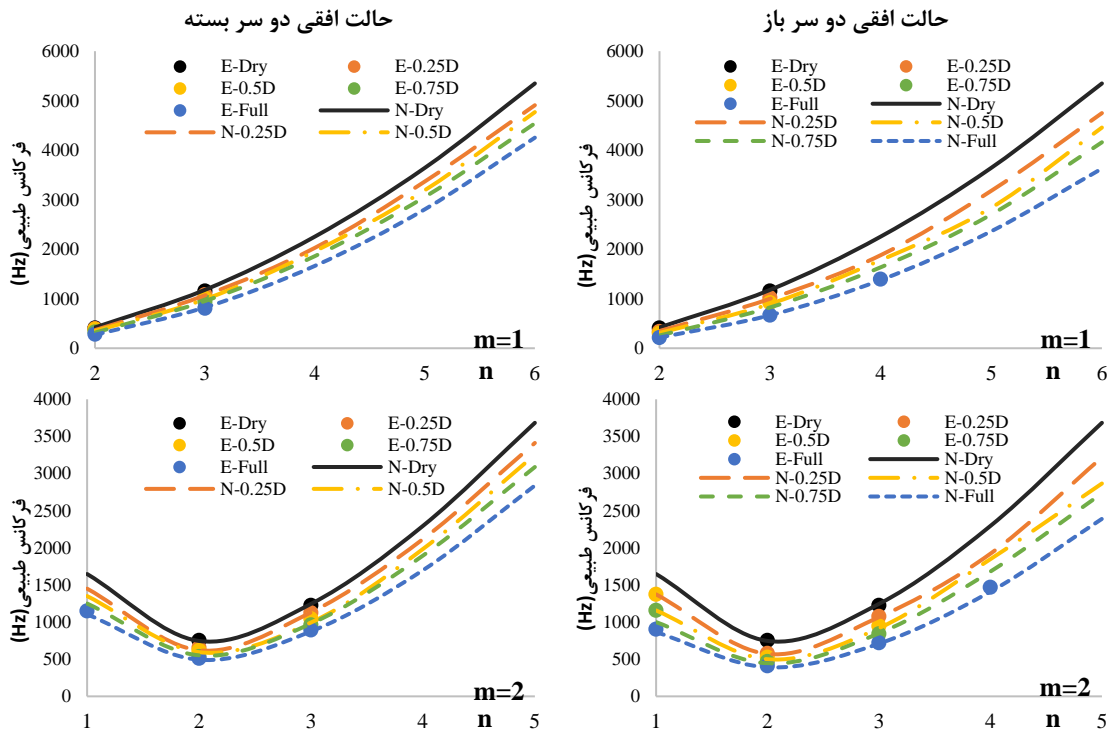 حالت افقی دو سر بسته
6000
5000
4000
3000
2000
1000
0
فرکانس طبیعی(Hz)
E-Dry E-0.25D
E-0.5D E-0.75D
E-Full N-Dry
N-0.25D N-0.5D
m=1
2 3 4 5 n 6
حالت افقی دو سر باز
6000
5000
4000
3000
2000
1000
0
فرکانس طبیعی(Hz)
E-Dry E-0.25D
E-0.5D E-0.75D
E-Full N-Dry
N-0.25D N-0.5D
N-0.75D N-Full
m=1
2 3 4 5 n 6
4000
3500
3000
2500
2000
1500
1000
500
0
فرکانس طبیعی(Hz)
E-Dry E-0.25D
E-0.5D E-0.75D
E-Full N-Dry
N-0.25D N-0.5D
m=2
1 2 3 4 n 5
4000
3500
3000
2500
2000
1500
1000
500
0
فرکانس طبیعی(Hz)
E-Dry E-0.25D
E-0.5D E-0.75D
E-Full N-Dry
N-0.25D N-0.5D
N-0.75D N-Full
m=2
1 2 3 4 n 5